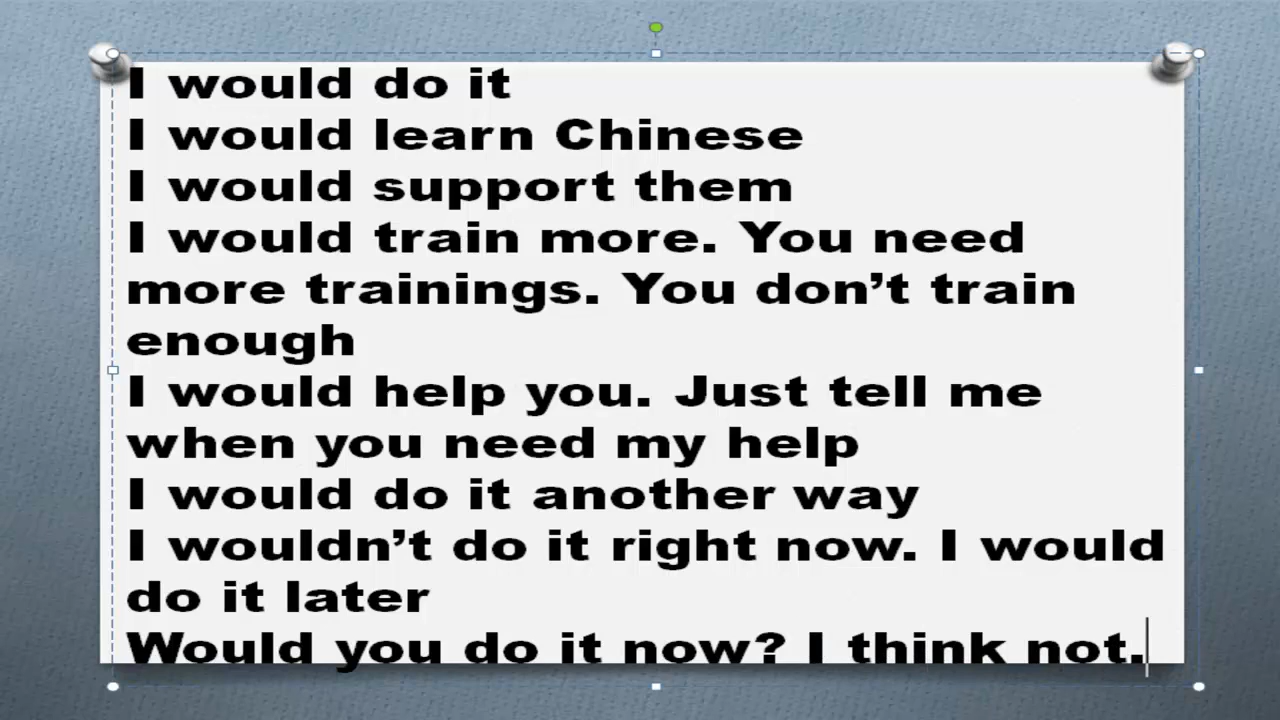 I would do it
I would learn Chinese
I would support them
I would train more. You need
more trainings. You don’t train
enough
I would help you. Just tell me
when you need my help
I would do it another way
I wouldn’t do it right now. I would
do it later
Would you do it now? I think not.